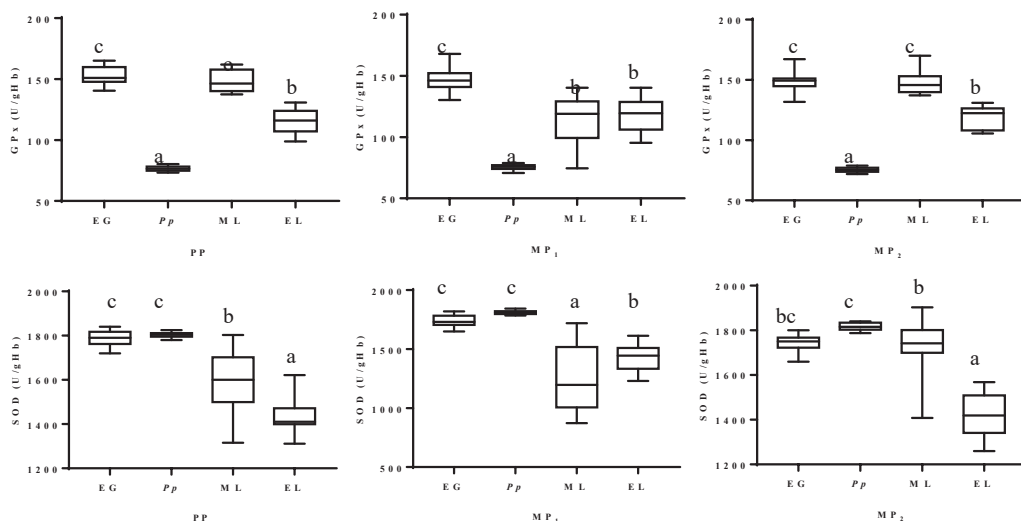 200
150
100
50
GPx (U/gHb)
c
a
c
b
EG Pp ML EL
PP
200
150
100
50
GPx (U/gHb)
c
a
b
b
EG Pp ML EL
MP₁
200
150
100
50
GPx (U/gHb)
c
a
c
b
EG Pp ML EL
MP₂
2000
1800
1600
1400
1200
SOD (U/gHb)
c
c
b
a
EG Pp ML EL
PP
2000
1500
1000
500
SOD (U/gHb)
c
c
a
b
EG Pp ML EL
MP₁
2000
1800
1600
1400
1200
SOD (U/gHb)
bc
c
b
a
EG Pp ML EL
MP₂